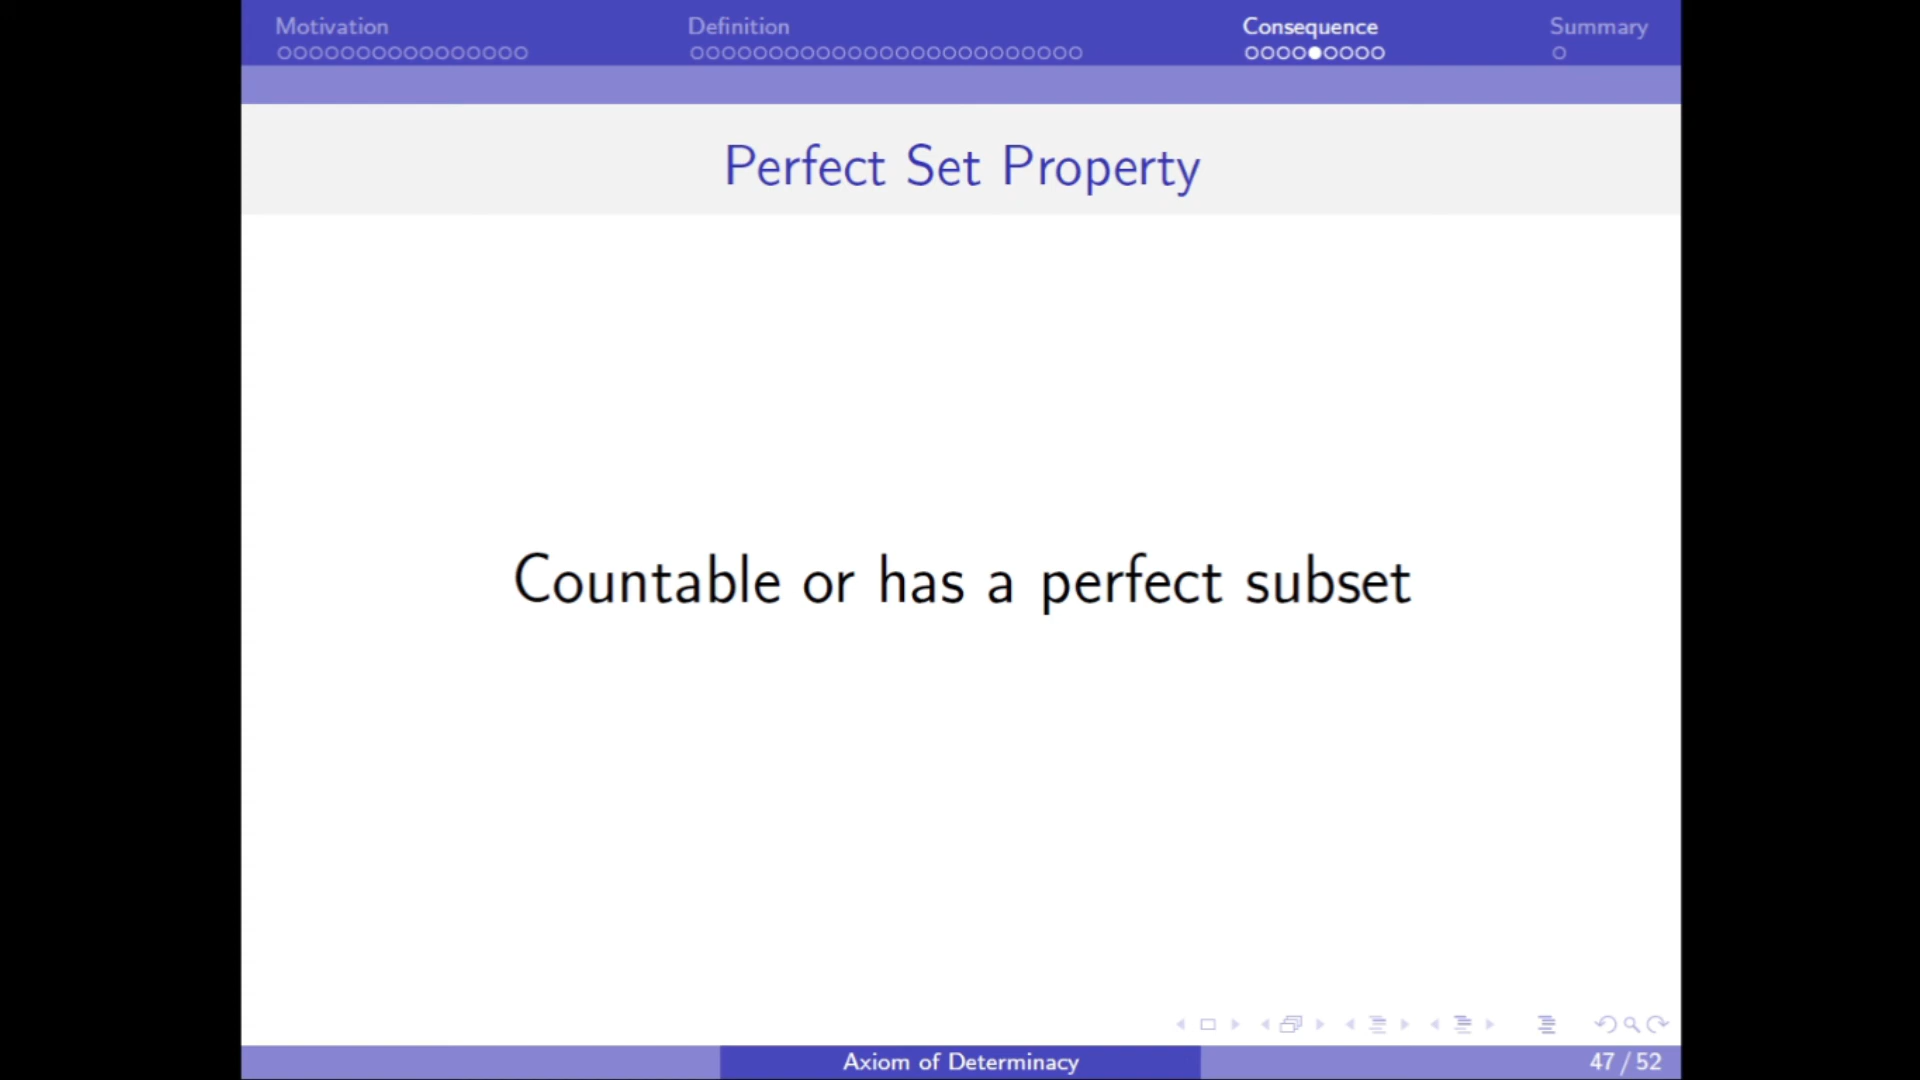 Motivation
Definition
Consequence
Summary
Perfect Set Property
Countable or has a perfect subset
Axiom of Determinacy
47 / 52